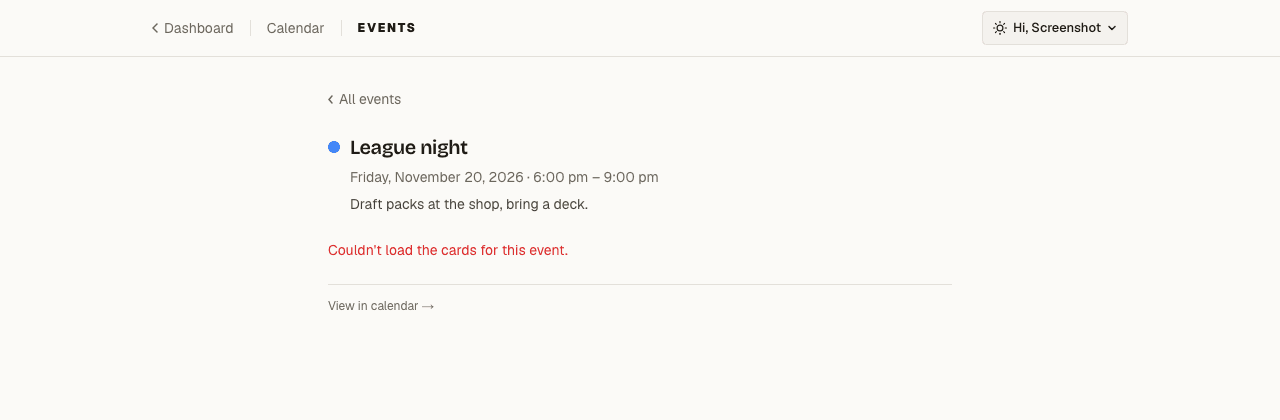 Dashboard
Calendar
EVENTS
Hi, Screenshot
All events
League night
Friday, November 20, 2026 · 6:00 pm – 9:00 pm
Draft packs at the shop, bring a deck.
Couldn't load the cards for this event.
View in calendar →